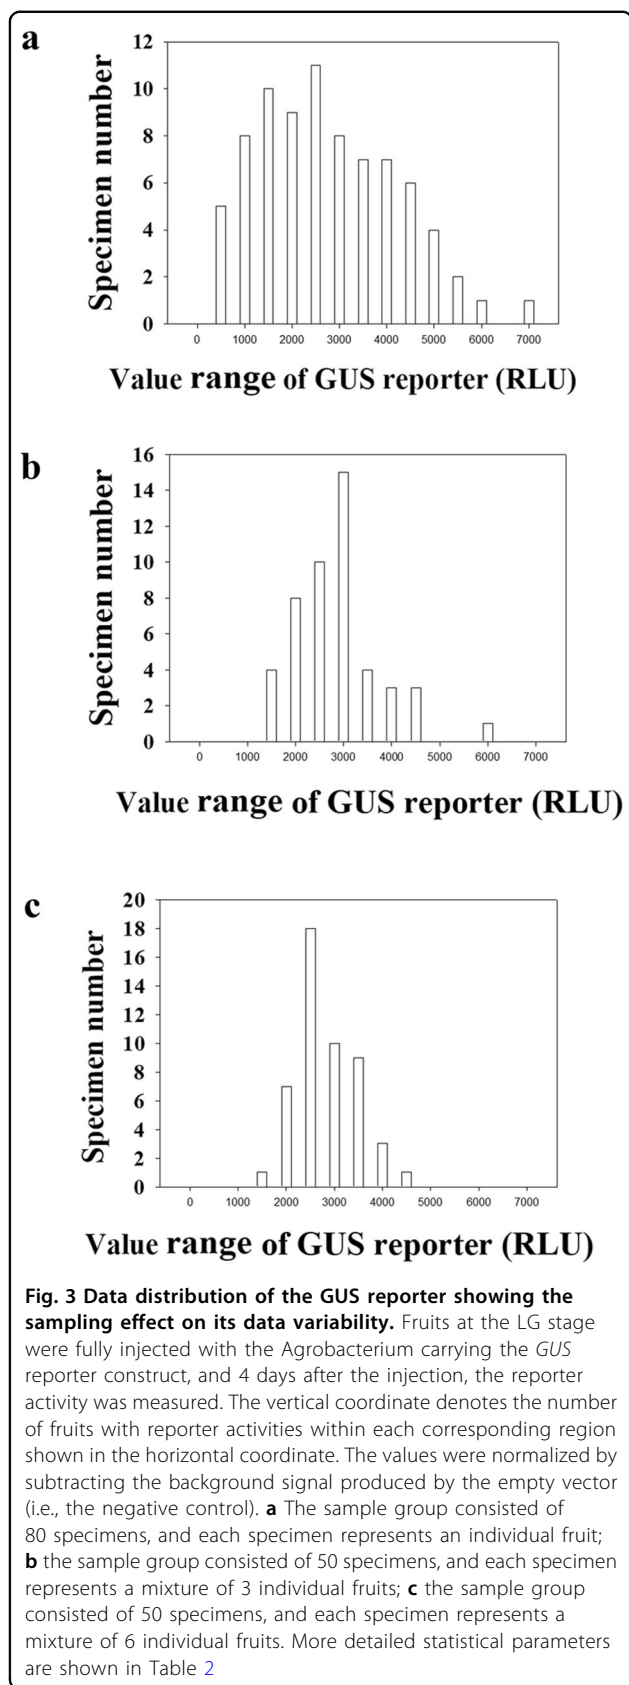 a
12
10
8
6
4
2
0
Specimen number
0 1000 2000 3000 4000 5000 6000 7000
Value range of GUS reporter (RLU)
b
16
14
12
10
8
6
4
2
0
Specimen number
0 1000 2000 3000 4000 5000 6000 7000
Value range of GUS reporter (RLU)
c
20
18
16
14
12
10
8
6
4
2
0
Specimen number
0 1000 2000 3000 4000 5000 6000 7000
Value range of GUS reporter (RLU)
Fig. 3 Data distribution of the GUS reporter showing the
sampling effect on its data variability. Fruits at the LG stage
were fully injected with the Agrobacterium carrying the GUS
reporter construct, and 4 days after the injection, the reporter
activity was measured. The vertical coordinate denotes the number
of fruits with reporter activities within each corresponding region
shown in the horizontal coordinate. The values were normalized by
subtracting the background signal produced by the empty vector
(i.e., the negative control). a The sample group consisted of
80 specimens, and each specimen represents an individual fruit;
b the sample group consisted of 50 specimens, and each specimen
represents a mixture of 3 individual fruits; c the sample group
consisted of 50 specimens, and each specimen represents a
mixture of 6 individual fruits. More detailed statistical parameters
are shown in Table 2